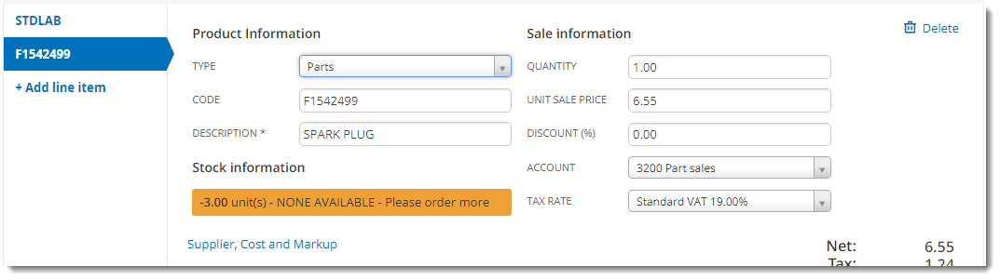 STDLAB
F1542499
+ Add line item
Product Information
TYPE Parts
CODE F1542499
DESCRIPTION * SPARK PLUG
Stock information
-3.00 unit(s) - NONE AVAILABLE - Please order more
Supplier, Cost and Markup
Sale information
Delete
QUANTITY 1.00
UNIT SALE PRICE 6.55
DISCOUNT (%) 0.00
ACCOUNT 3200 Part sales
TAX RATE Standard VAT 19.00%
Net: 6.55
Tax: 1.24